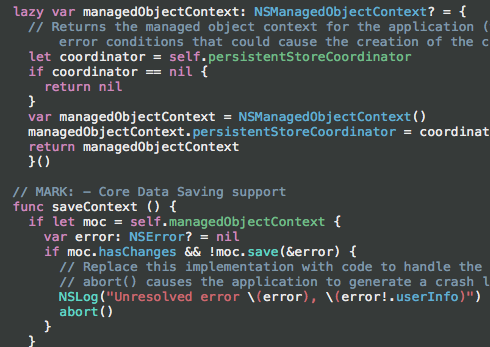 lazy var managedObjectContext: NSManagedObjectContext? = {
// Returns the managed object context for the application (
error conditions that could cause the creation of the c
let coordinator = self.persistentStoreCoordinator
if coordinator == nil {
return nil
}
var managedObjectContext = NSManagedObjectContext()
managedObjectContext.persistentStoreCoordinator = coordinat
return managedObjectContext
}()
// MARK: - Core Data Saving support
func saveContext () {
if let moc = self.managedObjectContext {
var error: NSError? = nil
if moc.hasChanges && !moc.save(&error) {
// Replace this implementation with code to handle the
// abort() causes the application to generate a crash l
NSLog("Unresolved error \(error), \(error!.userInfo)")
abort()
}
}